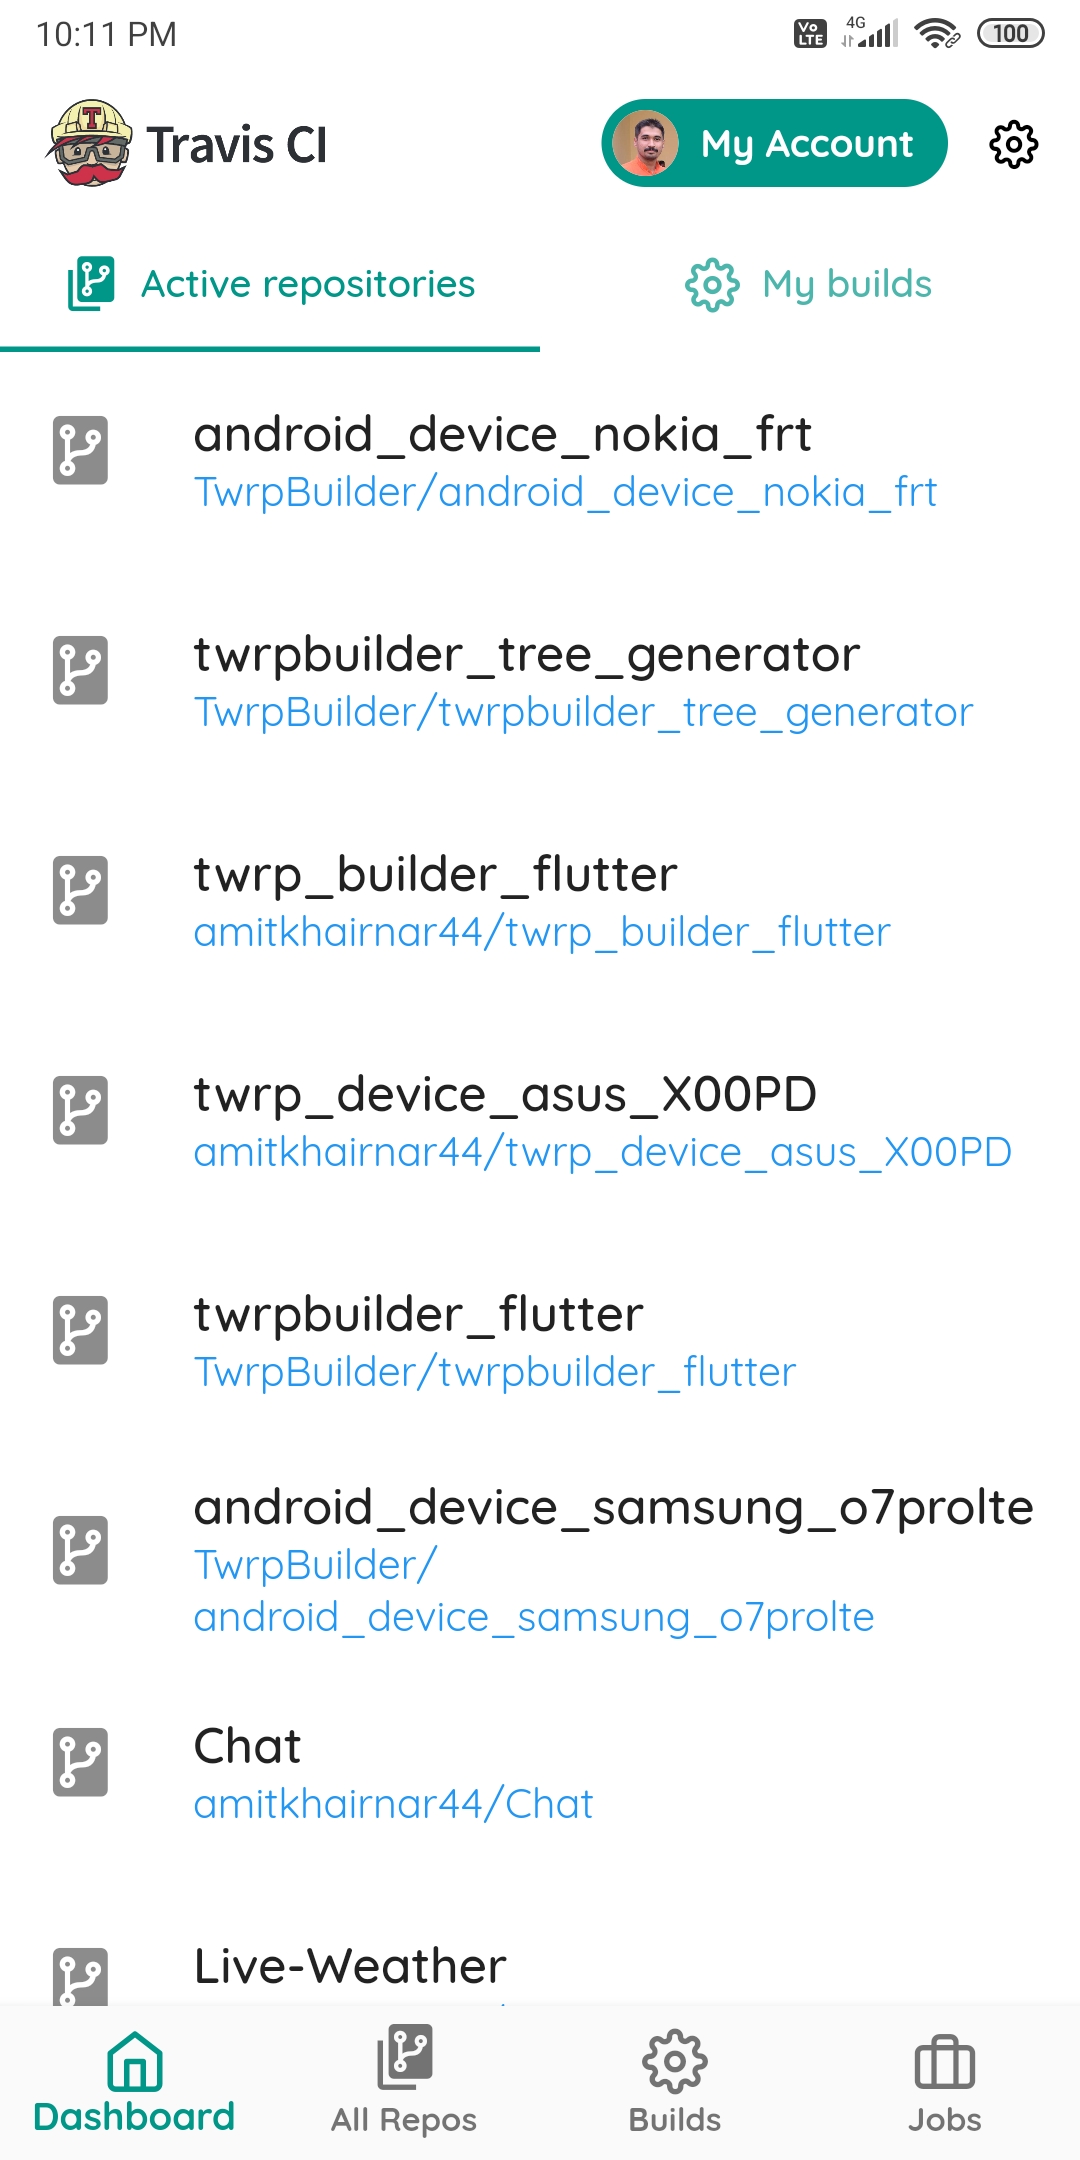 10:11 PM
Vo LTE
4G
100
T
Travis CI
My Account
Active repositories
My builds
android_device_nokia_frt
TwrpBuilder/android_device_nokia_frt
twrpbuilder_tree_generator
TwrpBuilder/twrpbuilder_tree_generator
twrp_builder_flutter
amitkhairnar44/twrp_builder_flutter
twrp_device_asus_X00PD
amitkhairnar44/twrp_device_asus_X00PD
twrpbuilder_flutter
TwrpBuilder/twrpbuilder_flutter
android_device_samsung_o7prolte
TwrpBuilder/
android_device_samsung_o7prolte
Chat
amitkhairnar44/Chat
Live-Weather
Dashboard
All Repos
Builds
Jobs